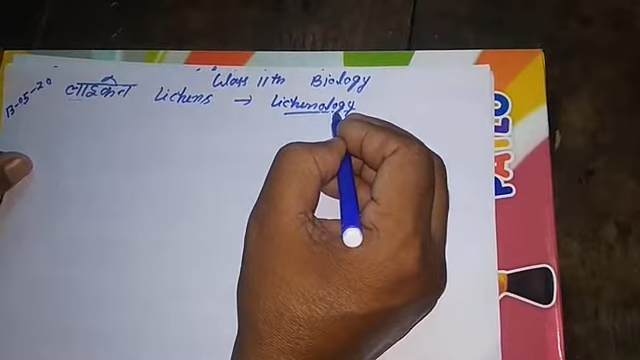 Class 11th Biology
13-05-20 लाइकेन Lichens → Lichenology